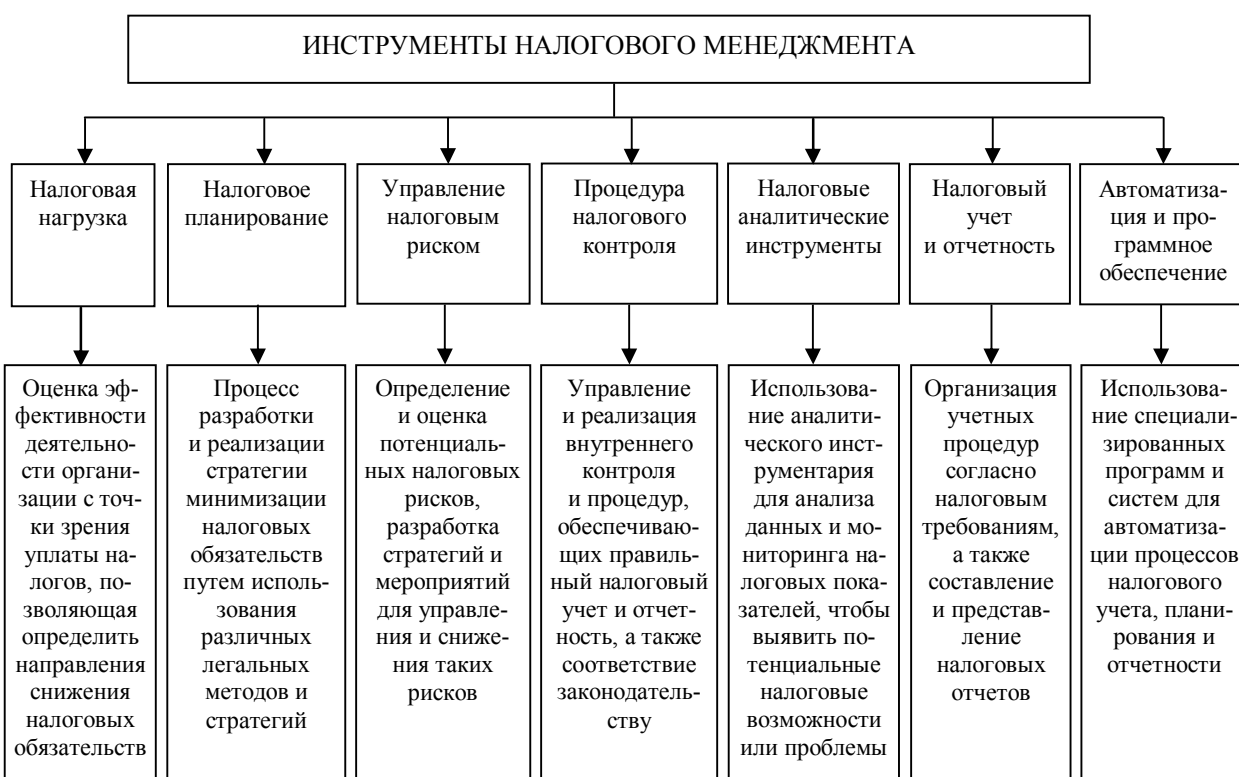 ИНСТРУМЕНТЫ НАЛОГОВОГО МЕНЕДЖМЕНТА
Налоговая
нагрузка
Налоговое
планирование
Управление
налоговым
риском
Процедура
налогового
контроля
Налоговые
аналитические
инструменты
Налоговый
учет
и отчетность
Автоматиза-
ция и про-
граммное
обеспечение
Оценка эф-
фективности
деятельно-
сти органи-
зации с точ-
ки зрения
уплаты на-
логов, по-
зволяющая
определить
направления
снижения
налоговых
обязательств
Процесс
разработки
и реализации
стратегии
минимизации
налоговых
обязательств
путем исполь-
зования
различных
легальных
методов и
стратегий
Определение
и оценка
потенциаль-
ных налоговых
рисков,
разработка
стратегий и
мероприятий
для управле-
ния и сниже-
ния таких
рисков
Управление
и реализация
внутреннего
контроля
и процедур,
обеспечиваю-
щих правиль-
ный налоговый
учет и отчет-
ность, а также
соответствие
законодатель-
ству
Использова-
ние аналити-
ческого инст-
рументария
для анализа
данных и мо-
ниторинга на-
логовых пока-
зателей, чтобы
выявить по-
тенциальные
налоговые
возможности
или проблемы
Организация
учетных
процедур
согласно
налоговым
требованиям,
а также
составление
и представ-
ление
налоговых
отчетов
Использова-
ние специали-
зированных
программ и
систем для
автоматиза-
ции процессов
налогового
учета, плани-
рования и
отчетности